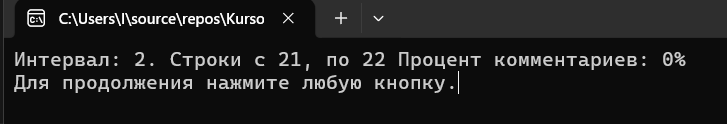 C:\Users\l\source\repos\Kurso
Интервал: 2. Строки с 21, по 22 Процент комментариев: 0%
Для продолжения нажмите любую кнопку.